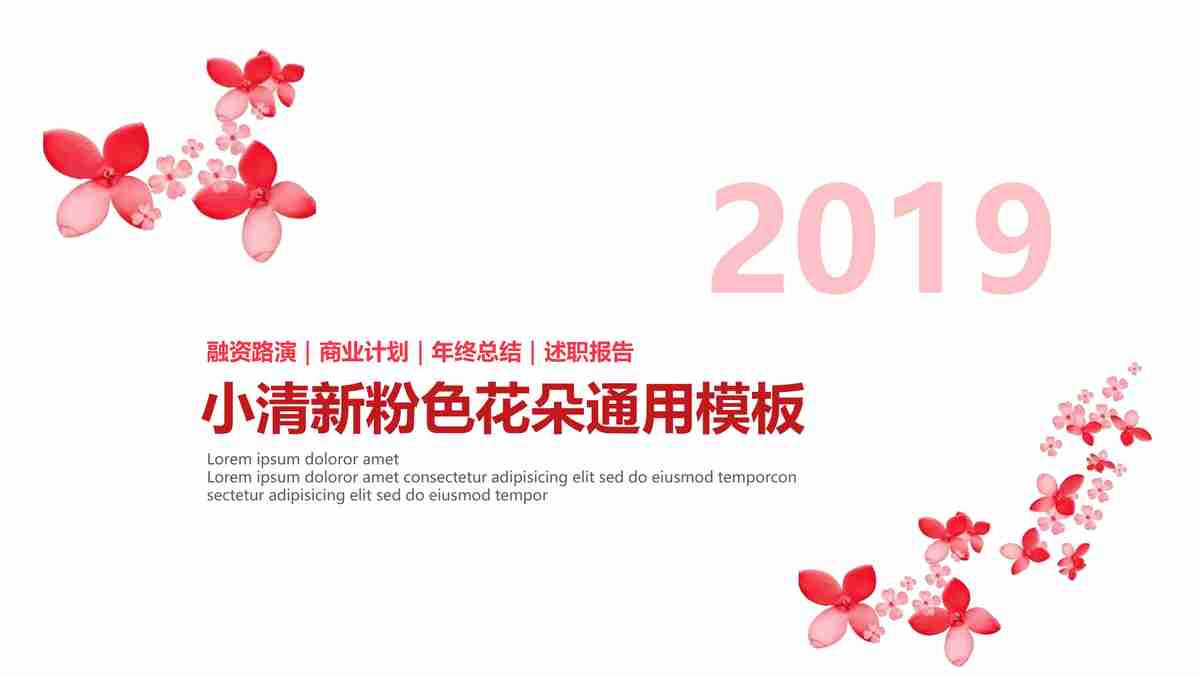 2019
融资路演｜商业计划｜年终总结｜述职报告
小清新粉色花朵通用模板
Lorem ipsum doloror amet
Lorem ipsum doloror amet consectetur adipisicing elit sed do eiusmod temporcon
sectetur adipisicing elit sed do eiusmod tempor